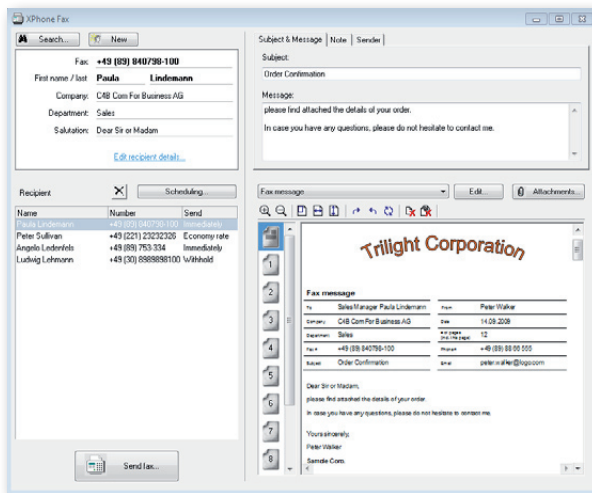 XPhone Fax
Search...
New
Fax: +49 (89) 840798-100
First name / last Paula Lindemann
Company: C4B Com For Business AG
Department: Sales
Salutation: Dear Sir or Madam
Edit recipient details...
Recipient
Scheduling...
Name Number Send
Paula Lindemann +49 (89) 840798-100 Immediately
Peter Sullivan +49 (221) 23232326 Economy rate
Angelo Ledenfels +49 (89) 753-334 Immediately
Ludwig Lehmann +49 (30) 8989898100 Withhold
Send fax...
Subject & Message Note Sender
Subject:
Order Confirmation
Message:
please find attached the details of your order.
In case you have any questions, please do not hesitate to contact me.
Fax message
Edit...
Attachments...
1
2
3
4
5
6
7
8
Trilight Corporation
Fax message
To Sales Manager Paula Lindemann From Peter Walker
Company C4B Com For Business AG Date 14.09.2009
Department Sales # of pages 12
(incl. title page)
Fax # +49 (89) 840798-100 Phone# +49 (89) 88 99 555
Subject Order Confirmation Email peter.walker@logo.com
Dear Sir or Madam,
please find attached the details of your order.
In case you have any questions, please do not hesitate to contact me.
Yours sincerely,
Peter Walker
Sample Corp.